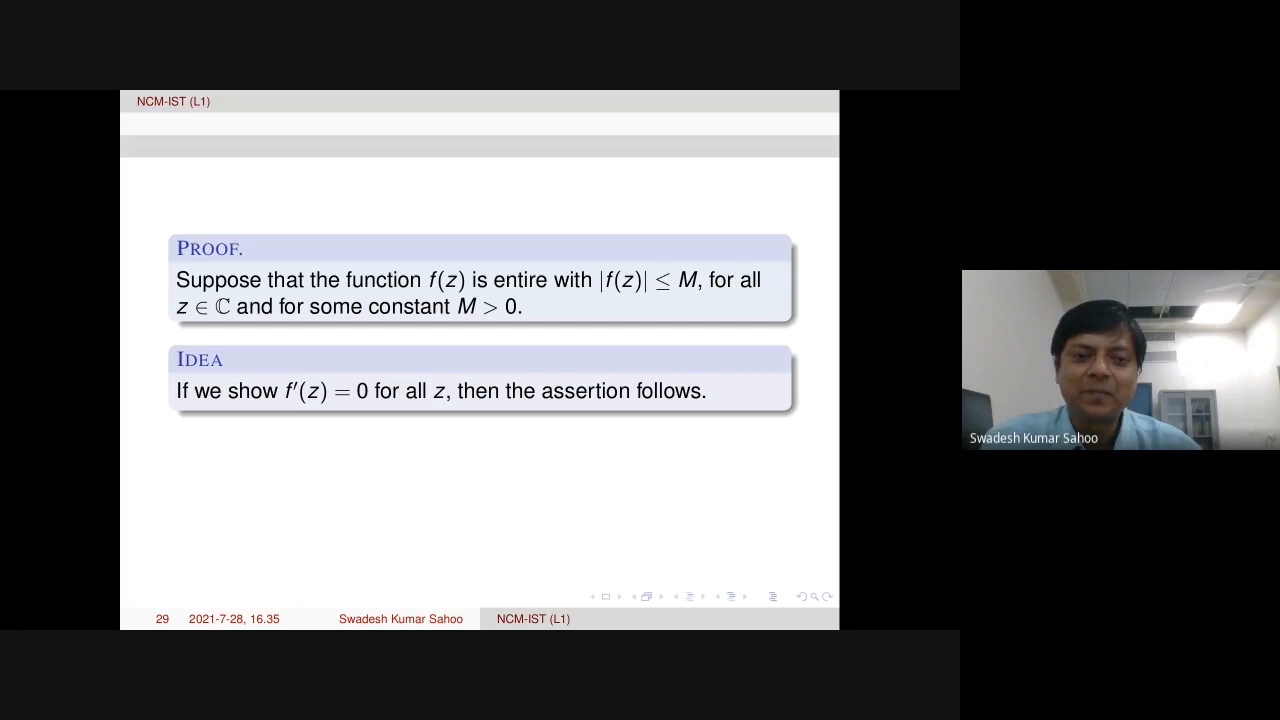 NCM-IST (L1)
PROOF.
Suppose that the function f(z) is entire with |f(z)| ≤ M, for all
z ∈ ℂ and for some constant M > 0.
IDEA
If we show f′(z) = 0 for all z, then the assertion follows.
Swadesh Kumar Sahoo
29 2021-7-28, 16.35 Swadesh Kumar Sahoo NCM-IST (L1)